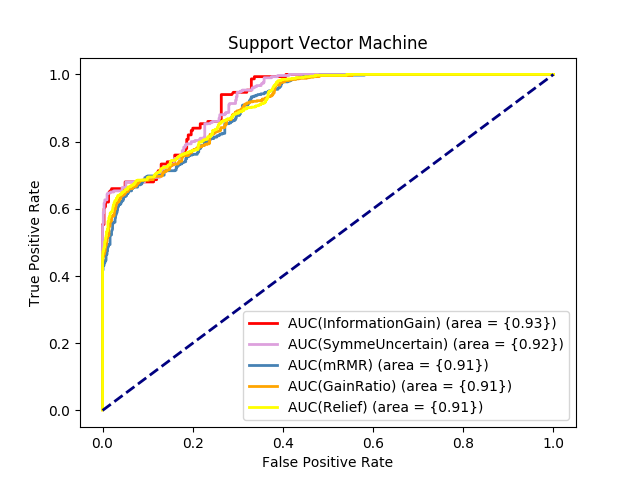 Support Vector Machine
True Positive Rate
1.0
0.8
0.6
0.4
0.2
0.0
AUC(InformationGain) (area = {0.93})
AUC(SymmeUncertain) (area = {0.92})
AUC(mRMR) (area = {0.91})
AUC(GainRatio) (area = {0.91})
AUC(Relief) (area = {0.91})
0.0 0.2 0.4 0.6 0.8 1.0
False Positive Rate